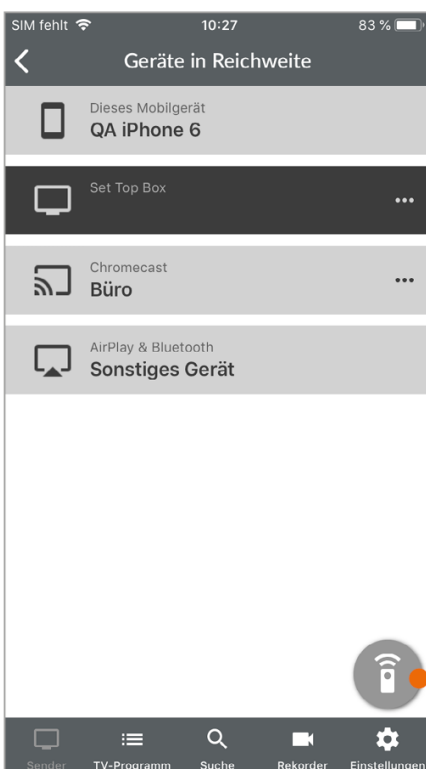 SIM fehlt 10:27 83 %
Geräte in Reichweite
Dieses Mobilgerät
QA iPhone 6
Set Top Box
Chromecast
Büro
AirPlay & Bluetooth
Sonstiges Gerät
Sender TV-Programm Suche Rekorder Einstellungen